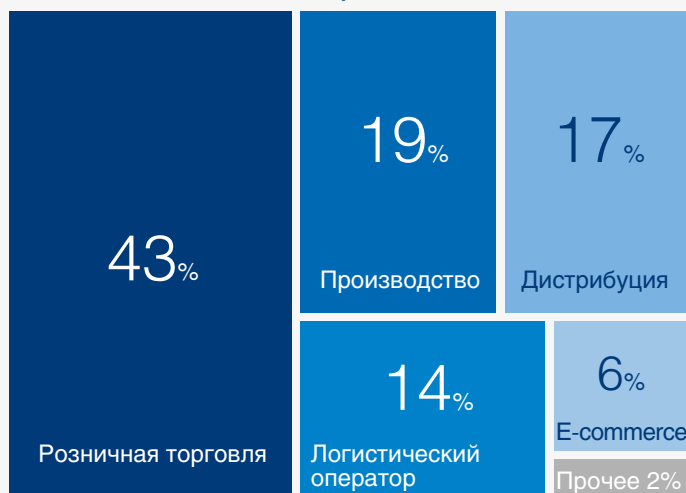 43%
Розничная торговля
19%
Производство
17%
Дистрибуция
14%
Логистический
оператор
6%
E-commerce
Прочее 2%